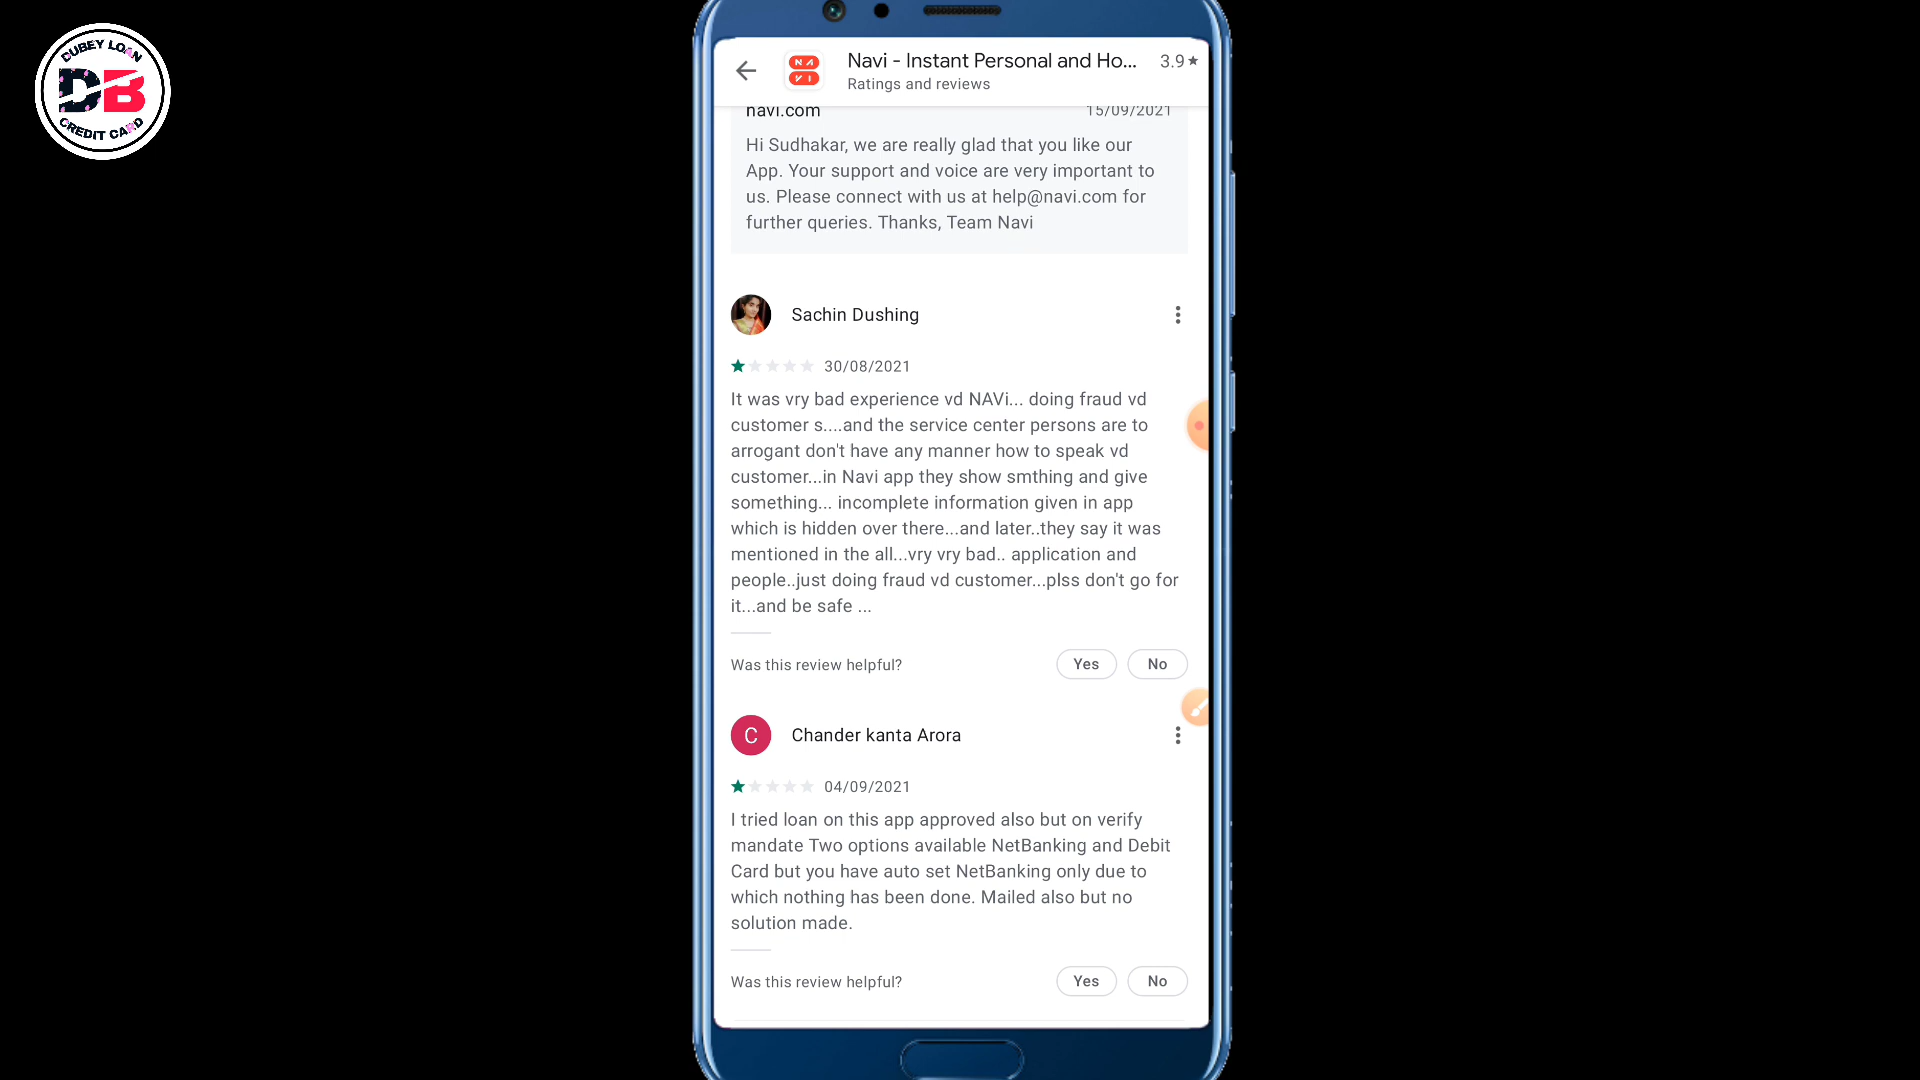 DUBEY LOAN
DB
CREDIT CARD
NAVI
Navi - Instant Personal and Ho...
3.9★
Ratings and reviews
navi.com
15/09/2021
Hi Sudhakar, we are really glad that you like our
App. Your support and voice are very important to
us. Please connect with us at help@navi.com for
further queries. Thanks, Team Navi
Sachin Dushing
30/08/2021
It was vry bad experience vd NAVi... doing fraud vd
customer s....and the service center persons are to
arrogant don't have any manner how to speak vd
customer...in Navi app they show smthing and give
something... incomplete information given in app
which is hidden over there...and later..they say it was
mentioned in the all...vry vry bad.. application and
people..just doing fraud vd customer...plss don't go for
it...and be safe ...
Was this review helpful?
Yes
No
C
Chander kanta Arora
04/09/2021
I tried loan on this app approved also but on verify
mandate Two options available NetBanking and Debit
Card but you have auto set NetBanking only due to
which nothing has been done. Mailed also but no
solution made.
Was this review helpful?
Yes
No